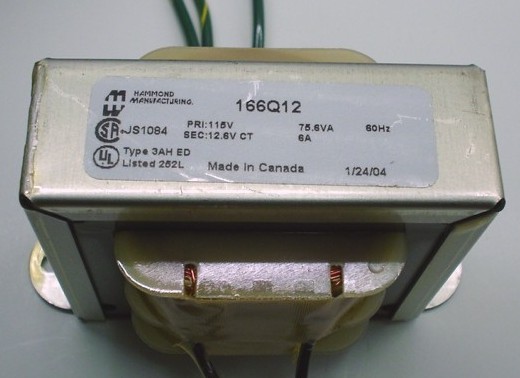 HAMMOND
MANUFACTURING.
166Q12
JS1084 PRI:115V 75.6VA 60Hz
SEC:12.6V CT 6A
Type 3AH ED
Listed 252L Made in Canada 1/24/04